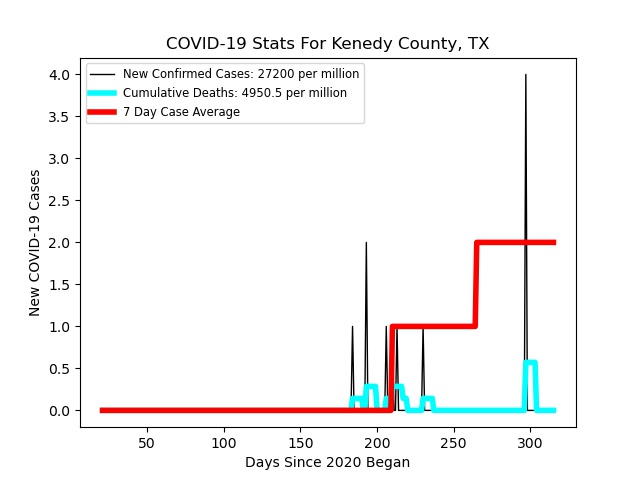 COVID-19 Stats For Kenedy County, TX
New Confirmed Cases: 27200 per million
Cumulative Deaths: 4950.5 per million
7 Day Case Average
New COVID-19 Cases
4.0
3.5
3.0
2.5
2.0
1.5
1.0
0.5
0.0
50 100 150 200 250 300
Days Since 2020 Began